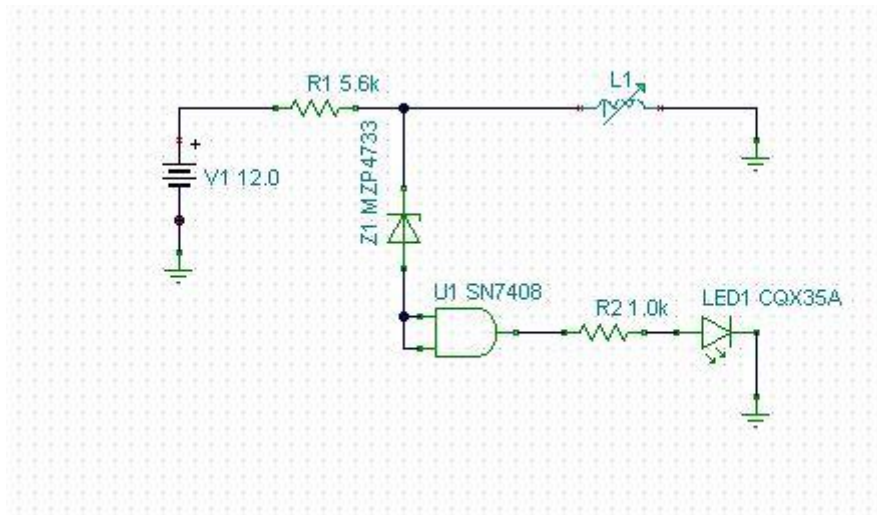 R1 5.6k
L1
+
V1 12.0
Z1 MZP4733
U1 SN7408
R2 1.0k
LED1 CQX35A